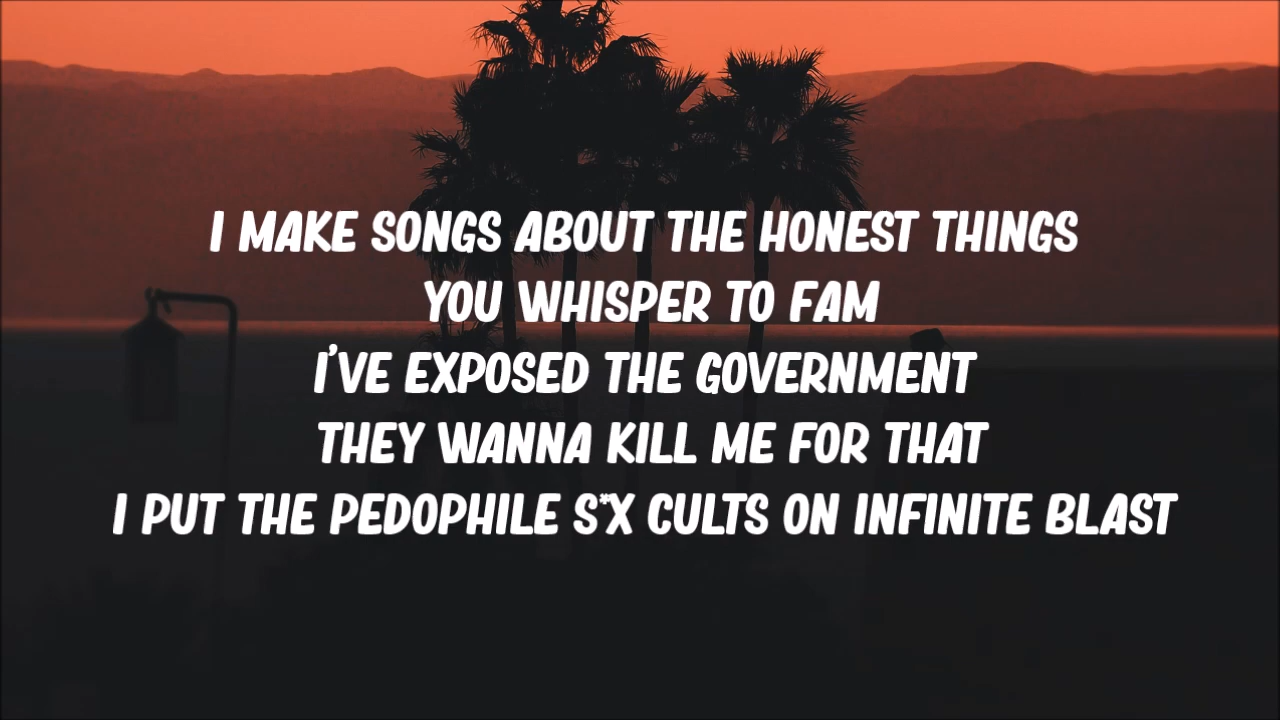 I MAKE SONGS ABOUT THE HONEST THINGS
YOU WHISPER TO FAM
I'VE EXPOSED THE GOVERNMENT
THEY WANNA KILL ME FOR THAT
I PUT THE PEDOPHILE S*X CULTS ON INFINITE BLAST